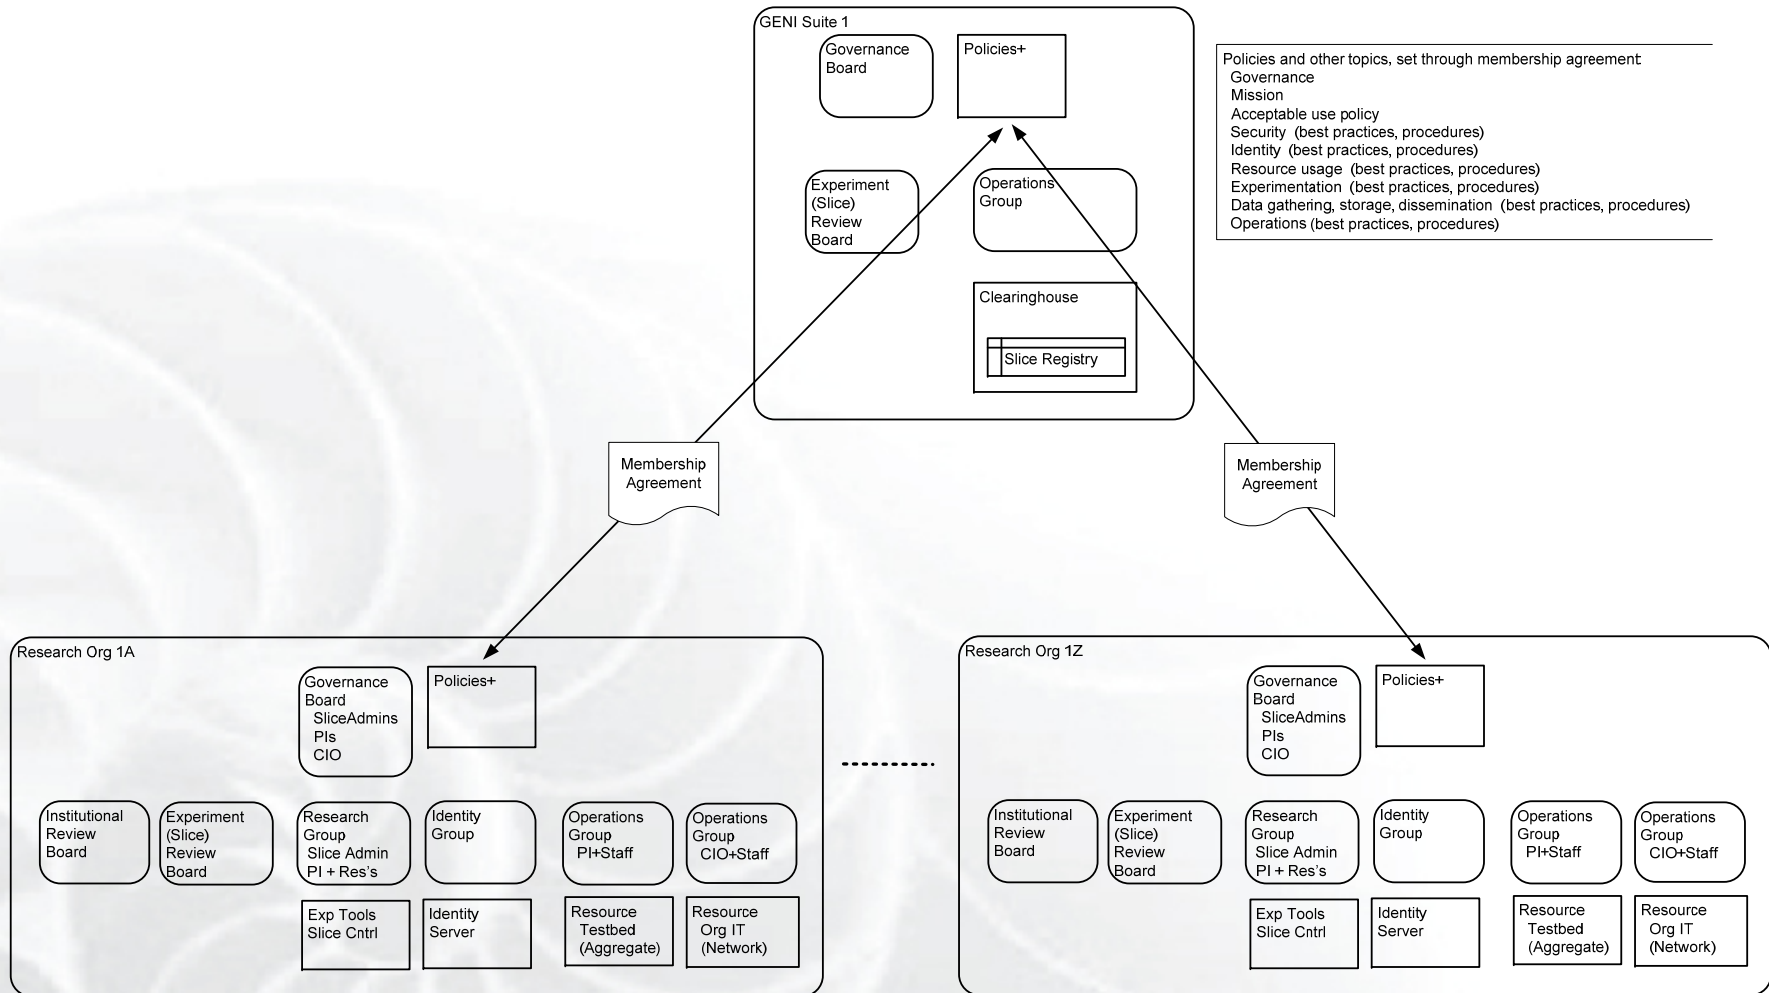 GENI Suite 1
Governance
Board
Policies+
Experiment
(Slice)
Review
Board
Operations
Group
Clearinghouse
Slice Registry
Policies and other topics, set through membership agreement:
Governance
Mission
Acceptable use policy
Security (best practices, procedures)
Identity (best practices, procedures)
Resource usage (best practices, procedures)
Experimentation (best practices, procedures)
Data gathering, storage, dissemination (best practices, procedures)
Operations (best practices, procedures)
Membership
Agreement
Membership
Agreement
Research Org 1A
Governance
Board
SliceAdmins
PIs
CIO
Policies+
Institutional
Review
Board
Experiment
(Slice)
Review
Board
Research
Group
Slice Admin
PI + Res's
Identity
Group
Operations
Group
PI+Staff
Operations
Group
CIO+Staff
Exp Tools
Slice Cntrl
Identity
Server
Resource
Testbed
(Aggregate)
Resource
Org IT
(Network)
Research Org 1Z
Governance
Board
SliceAdmins
PIs
CIO
Policies+
Institutional
Review
Board
Experiment
(Slice)
Review
Board
Research
Group
Slice Admin
PI + Res's
Identity
Group
Operations
Group
PI+Staff
Operations
Group
CIO+Staff
Exp Tools
Slice Cntrl
Identity
Server
Resource
Testbed
(Aggregate)
Resource
Org IT
(Network)